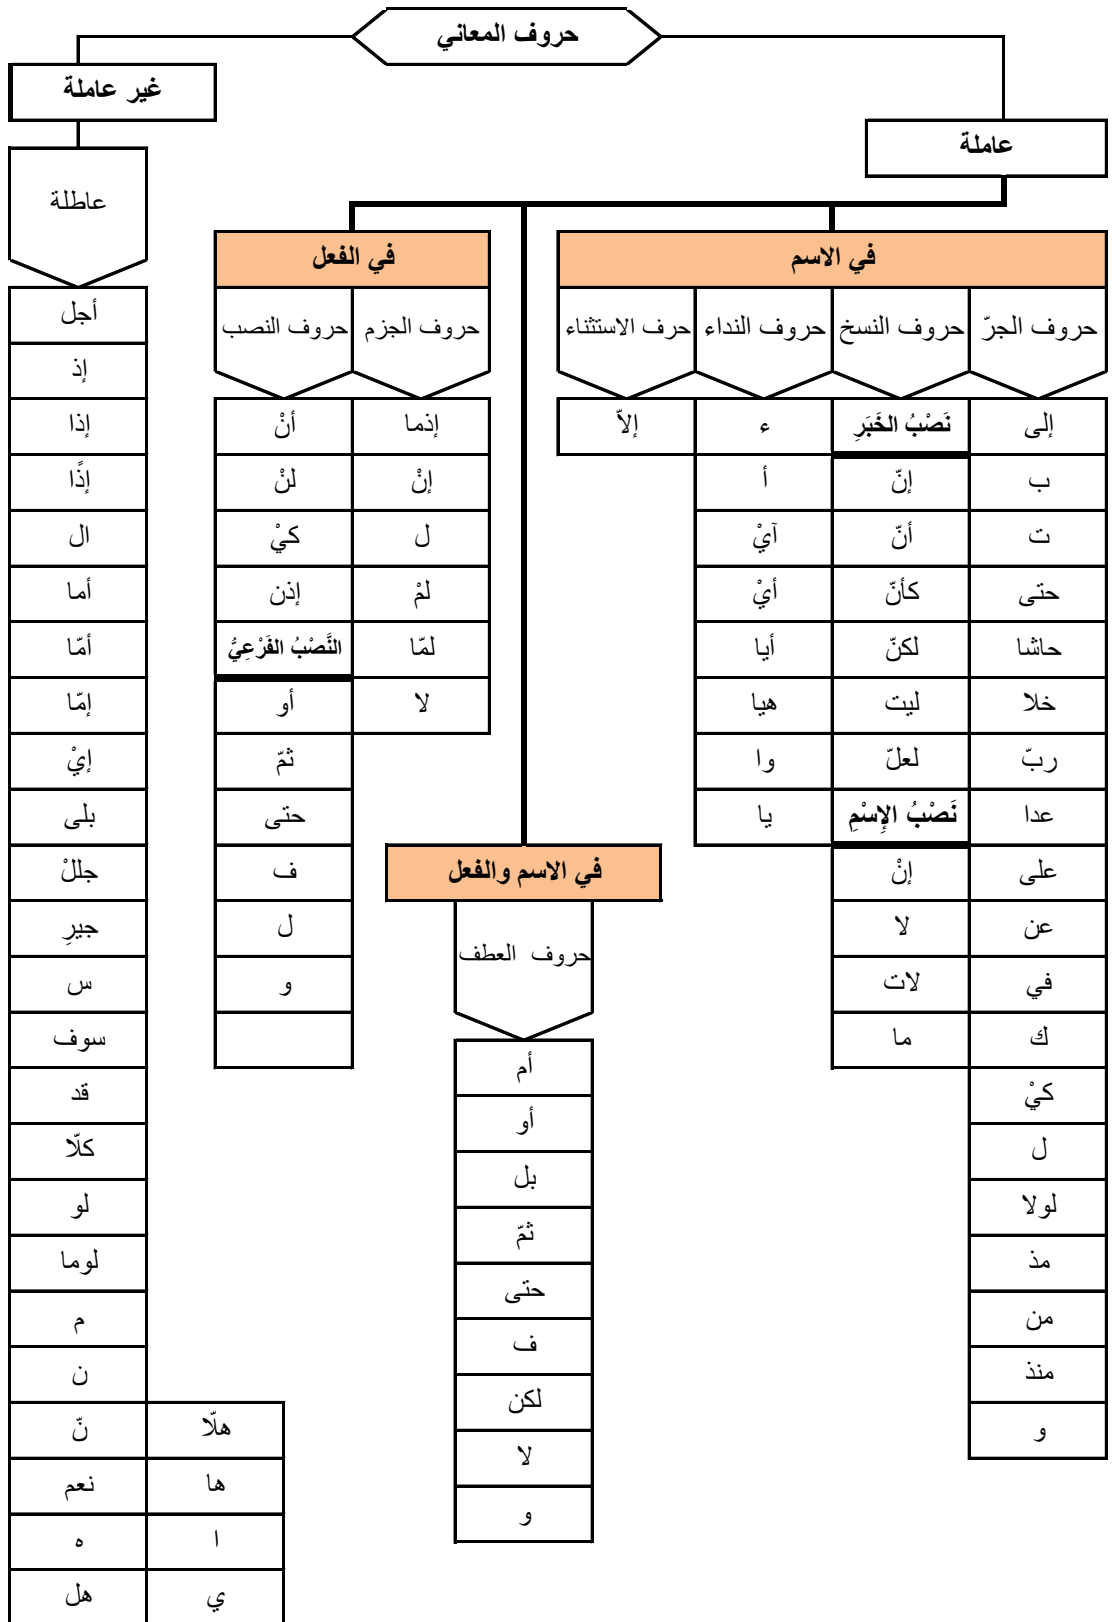 حروف المعاني
عاملة
في الاسم
حروف الجرّ
إلى
ب
ت
حتى
حاشا
خلا
ربّ
عدا
على
عن
في
ك
كيْ
ل
لولا
مذ
من
منذ
و
حروف النسخ
نَصْبُ الخَبَرِ
إنّ
أنّ
كأنّ
لكنّ
ليت
لعلّ
نَصْبُ الإِسْمِ
إنْ
لا
لات
ما
حروف النداء
ء
أ
آيْ
أيْ
أيا
هيا
وا
يا
حرف الاستثناء
إلاّ
في الفعل
حروف الجزم
إذما
إنْ
ل
لمْ
لمّا
لا
حروف النصب
أنْ
لنْ
كيْ
إذن
النَّصْبُ الفَرْعِيُّ
أو
ثمّ
حتى
ف
ل
و
في الاسم والفعل
حروف العطف
أم
أو
بل
ثمّ
حتى
ف
لكن
لا
و
غير عاملة
عاطلة
أجل
إذ
إذا
إذًا
ال
أما
أمّا
إمّا
إيْ
بلى
جللْ
جيرِ
س
سوف
قد
كلّا
لو
لوما
م
ن
نّ
نعم
ه
هل
هلّا
ها
ا
ي